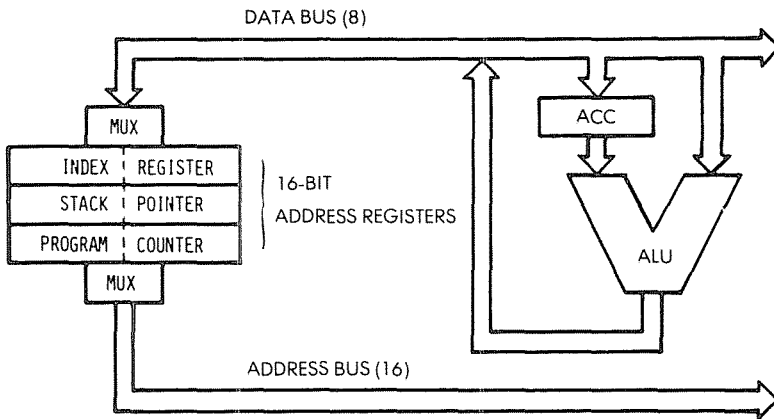 DATA BUS (8)
MUX
ACC
INDEX REGISTER
STACK POINTER
PROGRAM COUNTER
16-BIT
ADDRESS REGISTERS
ALU
MUX
ADDRESS BUS (16)